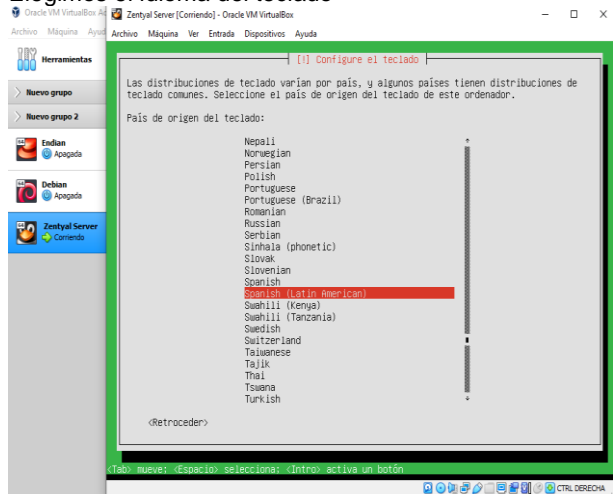 Elegimos el idioma del teclado
Oracle VM VirtualBox Ad
Archivo Máquina Ayud
Herramientas
Nuevo grupo
Nuevo grupo 2
Endian
Apagada
Debian
Apagada
Zentyal Server
Corriendo
Zentyal Server [Corriendo] - Oracle VM VirtualBox
Archivo Máquina Ver Entrada Dispositivos Ayuda
[!] Configure el teclado
Las distribuciones de teclado varían por país, y algunos países tienen distribuciones de
teclado comunes. Seleccione el país de origen del teclado de este ordenador.
País de origen del teclado:
Nepali
Norwegian
Persian
Polish
Portuguese
Portuguese (Brazil)
Romanian
Russian
Serbian
Sinhala (phonetic)
Slovak
Slovenian
Spanish
Spanish (Latin American)
Swahili (Kenya)
Swahili (Tanzania)
Swedish
Switzerland
Taiwanese
Tajik
Thai
Tswana
Turkish
<Retroceder>
<Tab> mueve; <Espacio> selecciona; <Intro> activa un botón
CTRL DERECHA